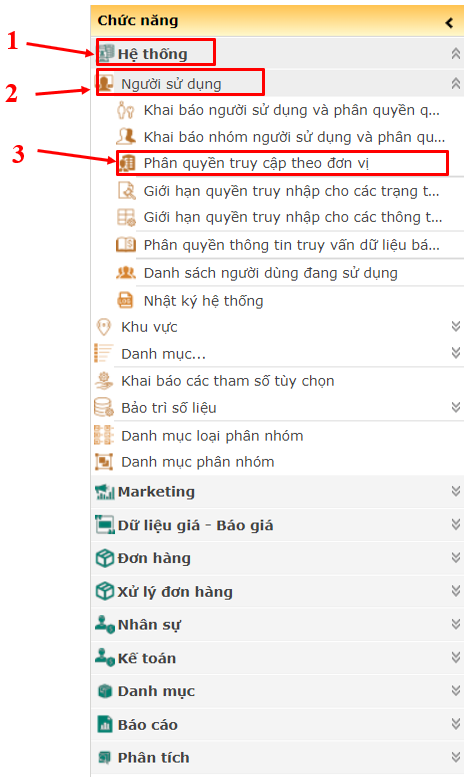 Chức năng
1 Hệ thống
2 Người sử dụng
Khai báo người sử dụng và phân quyền q...
Khai báo nhóm người sử dụng và phân qu...
3 Phân quyền truy cập theo đơn vị
Giới hạn quyền truy nhập cho các trạng t...
Giới hạn quyền truy nhập cho các thông t...
Phân quyền thông tin truy vấn dữ liệu bá...
Danh sách người dùng đang sử dụng
LOG Nhật ký hệ thống
Khu vực
Danh mục...
Khai báo các tham số tùy chọn
Bảo trì số liệu
Danh mục loại phân nhóm
Danh mục phân nhóm
Marketing
Dữ liệu giá - Báo giá
Đơn hàng
Xử lý đơn hàng
Nhân sự
Kế toán
Danh mục
Báo cáo
Phân tích